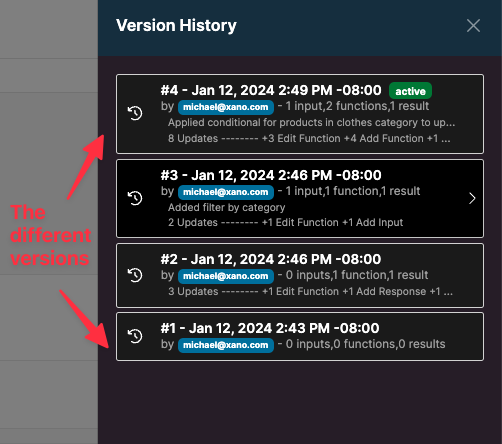 Version History
#4 - Jan 12, 2024 2:49 PM -08:00 active
by michael@xano.com - 1 input,2 functions,1 result
Applied conditional for products in clothes category to up...
8 Updates -------- +3 Edit Function +4 Add Function +1 ...
#3 - Jan 12, 2024 2:46 PM -08:00
by michael@xano.com - 1 input,1 function,1 result
Added filter by category
2 Updates -------- +1 Edit Function +1 Add Input
The
different
versions
#2 - Jan 12, 2024 2:46 PM -08:00
by michael@xano.com - 0 inputs,1 function,1 result
3 Updates -------- +1 Edit Function +1 Add Response +1 ...
#1 - Jan 12, 2024 2:43 PM -08:00
by michael@xano.com - 0 inputs,0 functions,0 results